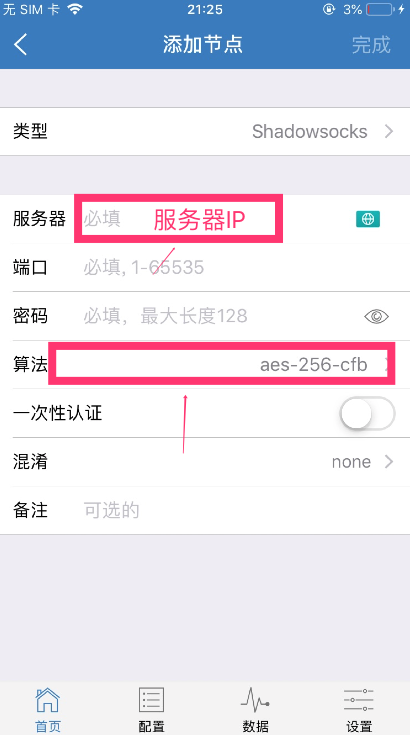 无 SIM 卡 21:25 3%
添加节点 完成
类型 Shadowsocks
服务器 必填 服务器IP
端口 必填, 1-65535
密码 必填，最大长度128
算法 aes-256-cfb
一次性认证
混淆 none
备注 可选的
首页 配置 数据 设置